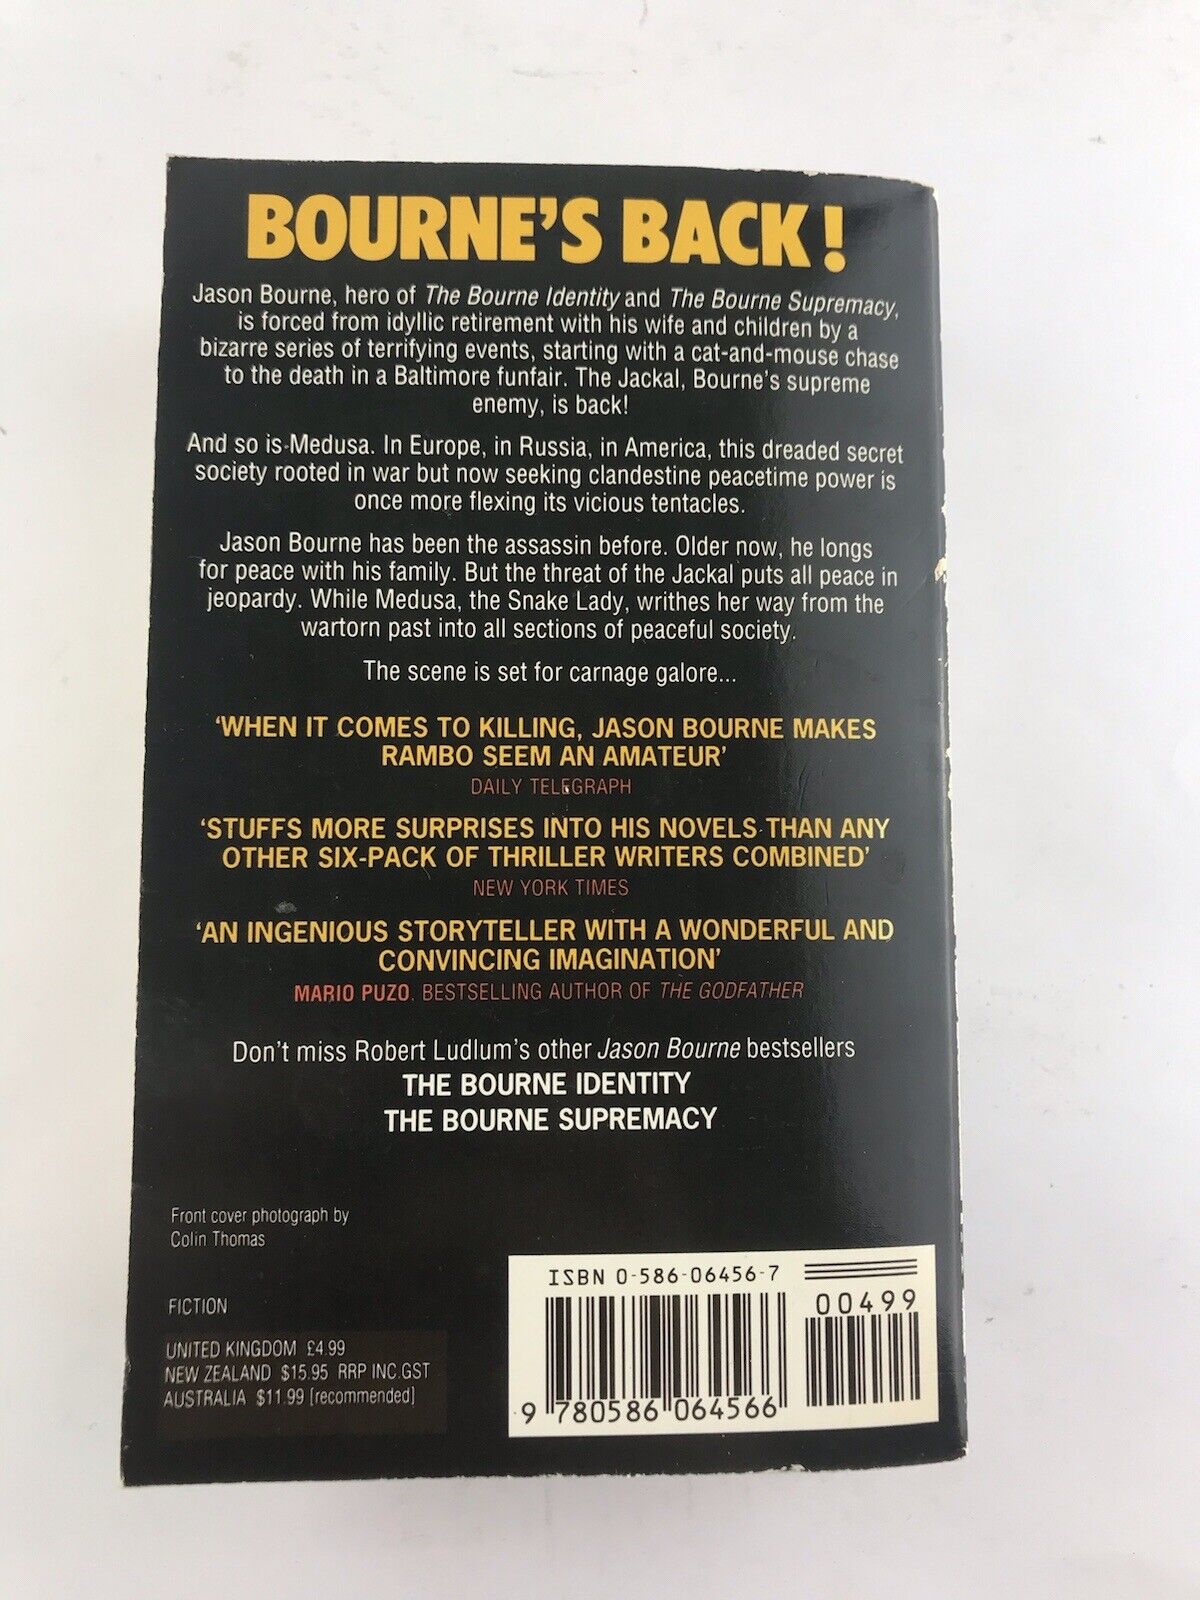 BOURNE'S BACK!
Jason Bourne, hero of The Bourne Identity and The Bourne Supremacy,
is forced from idyllic retirement with his wife and children by a
bizarre series of terrifying events, starting with a cat-and-mouse chase
to the death in a Baltimore funfair. The Jackal, Bourne's supreme
enemy, is back!
And so is Medusa. In Europe, in Russia, in America, this dreaded secret
society rooted in war but now seeking clandestine peacetime power is
once more flexing its vicious tentacles.
Jason Bourne has been the assassin before. Older now, he longs
for peace with his family. But the threat of the Jackal puts all peace in
jeopardy. While Medusa, the Snake Lady, writhes her way from the
wartorn past into all sections of peaceful society.
The scene is set for carnage galore...
'WHEN IT COMES TO KILLING, JASON BOURNE MAKES
RAMBO SEEM AN AMATEUR'
DAILY TELEGRAPH
'STUFFS MORE SURPRISES INTO HIS NOVELS THAN ANY
OTHER SIX-PACK OF THRILLER WRITERS COMBINED'
NEW YORK TIMES
'AN INGENIOUS STORYTELLER WITH A WONDERFUL AND
CONVINCING IMAGINATION'
MARIO PUZO, BESTSELLING AUTHOR OF THE GODFATHER
Don't miss Robert Ludlum's other Jason Bourne bestsellers
THE BOURNE IDENTITY
THE BOURNE SUPREMACY
Front cover photograph by
Colin Thomas
FICTION
UNITED KINGDOM £4.99
NEW ZEALAND $15.95 RRP INC.GST
AUSTRALIA $11.99 [recommended]
ISBN 0-586-06456-7
00499
9 780586 064566